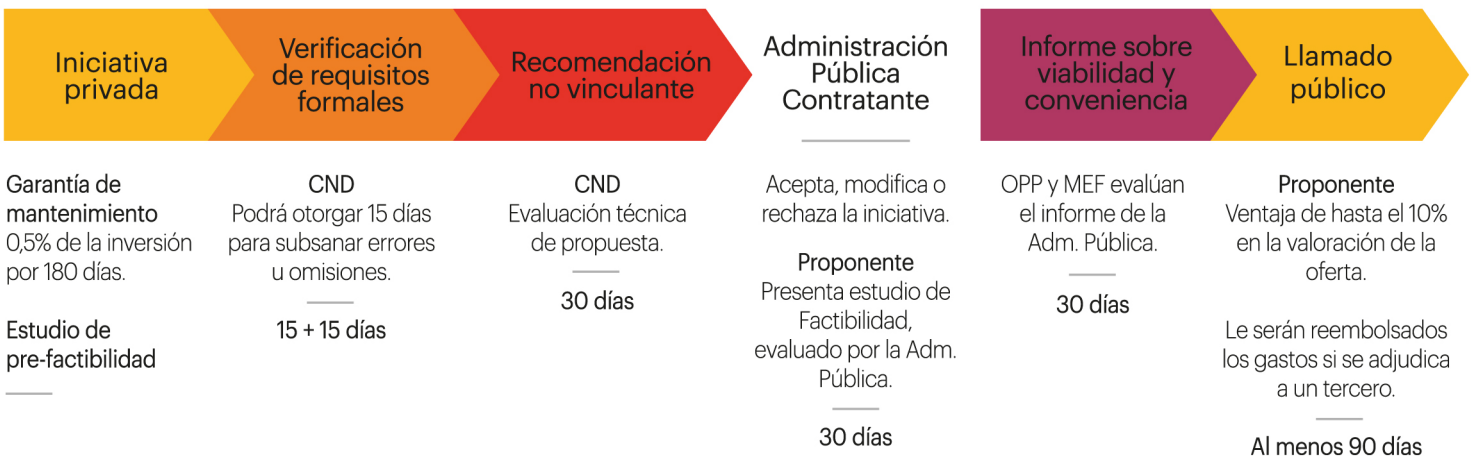 Iniciativa
privada
Verificación
de requisitos
formales
Recomendación
no vinculante
Administración
Pública
Contratante
Informe sobre
viabilidad y
conveniencia
Llamado
público
Garantía de
mantenimiento
0,5% de la inversión
por 180 días.
Estudio de
pre-factibilidad
CND
Podrá otorgar 15 días
para subsanar errores
u omisiones.
15 + 15 días
CND
Evaluación técnica
de propuesta.
30 días
Acepta, modifica o
rechaza la iniciativa.
Proponente
Presenta estudio de
Factibilidad,
evaluado por la Adm.
Pública.
30 días
OPP y MEF evalúan
el informe de la
Adm. Pública.
30 días
Proponente
Ventaja de hasta el 10%
en la valoración de la
oferta.
Le serán reembolsados
los gastos si se adjudica
a un tercero.
Al menos 90 días